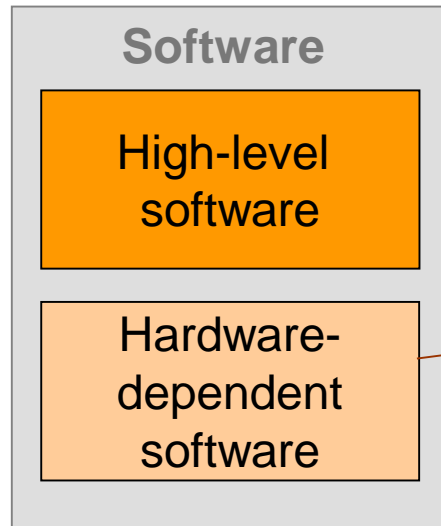 Software
High-level
software
Hardware-
dependent
software